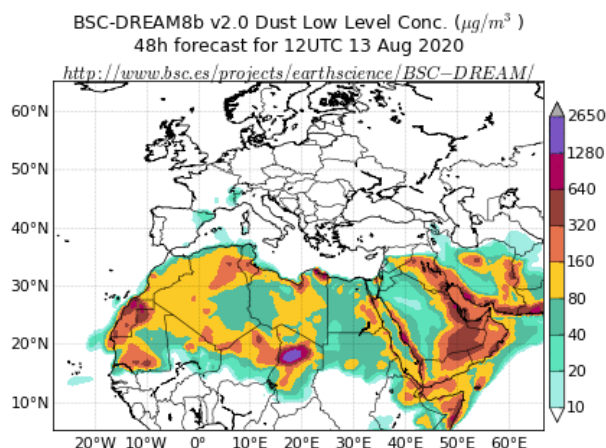 BSC-DREAM8b v2.0 Dust Low Level Conc. (μg/m³ )
48h forecast for 12UTC 13 Aug 2020
http://www.bsc.es/projects/earthscience/BSC−DREAM/
60°N
50°N
40°N
30°N
20°N
10°N
20°W
10°W
0°
10°E
20°E
30°E
40°E
50°E
60°E
2650
1280
640
320
160
80
40
20
10